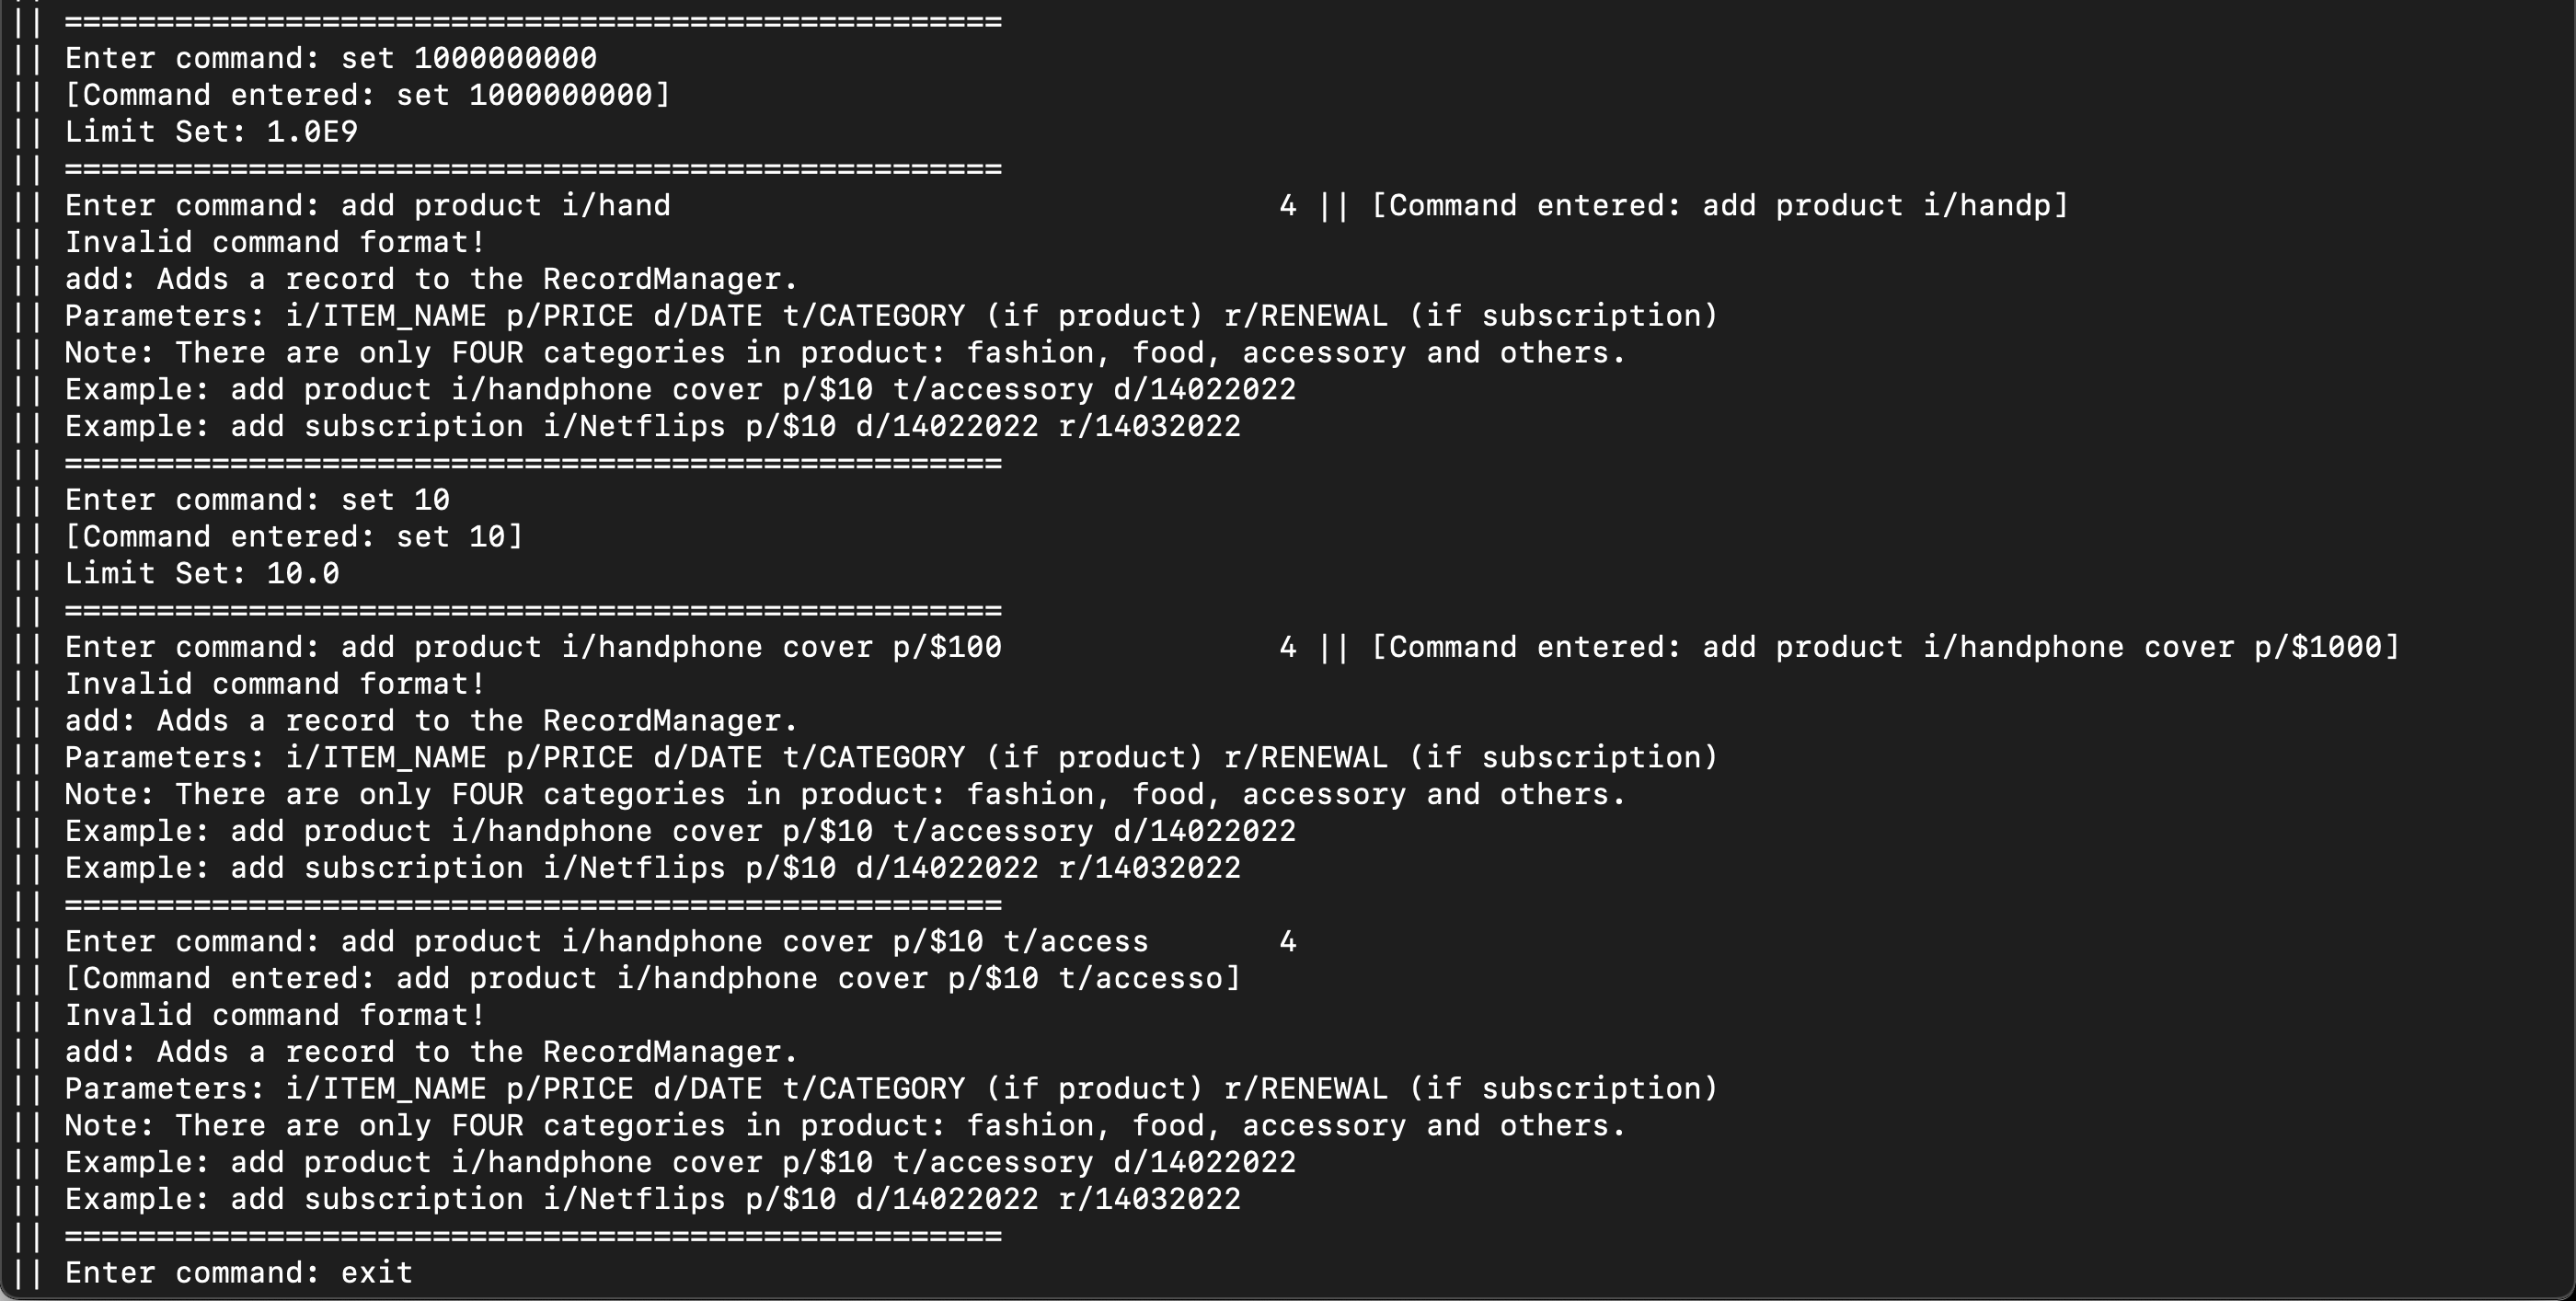 || ===================================================
|| Enter command: set 1000000000
|| [Command entered: set 1000000000]
|| Limit Set: 1.0E9
|| ===================================================
|| Enter command: add product i/hand                                 4 || [Command entered: add product i/handp]
|| Invalid command format!
|| add: Adds a record to the RecordManager.
|| Parameters: i/ITEM_NAME p/PRICE d/DATE t/CATEGORY (if product) r/RENEWAL (if subscription)
|| Note: There are only FOUR categories in product: fashion, food, accessory and others.
|| Example: add product i/handphone cover p/$10 t/accessory d/14022022
|| Example: add subscription i/Netflips p/$10 d/14022022 r/14032022
|| ===================================================
|| Enter command: set 10
|| [Command entered: set 10]
|| Limit Set: 10.0
|| ===================================================
|| Enter command: add product i/handphone cover p/$100               4 || [Command entered: add product i/handphone cover p/$1000]
|| Invalid command format!
|| add: Adds a record to the RecordManager.
|| Parameters: i/ITEM_NAME p/PRICE d/DATE t/CATEGORY (if product) r/RENEWAL (if subscription)
|| Note: There are only FOUR categories in product: fashion, food, accessory and others.
|| Example: add product i/handphone cover p/$10 t/accessory d/14022022
|| Example: add subscription i/Netflips p/$10 d/14022022 r/14032022
|| ===================================================
|| Enter command: add product i/handphone cover p/$10 t/access       4
|| [Command entered: add product i/handphone cover p/$10 t/accesso]
|| Invalid command format!
|| add: Adds a record to the RecordManager.
|| Parameters: i/ITEM_NAME p/PRICE d/DATE t/CATEGORY (if product) r/RENEWAL (if subscription)
|| Note: There are only FOUR categories in product: fashion, food, accessory and others.
|| Example: add product i/handphone cover p/$10 t/accessory d/14022022
|| Example: add subscription i/Netflips p/$10 d/14022022 r/14032022
|| ===================================================
|| Enter command: exit